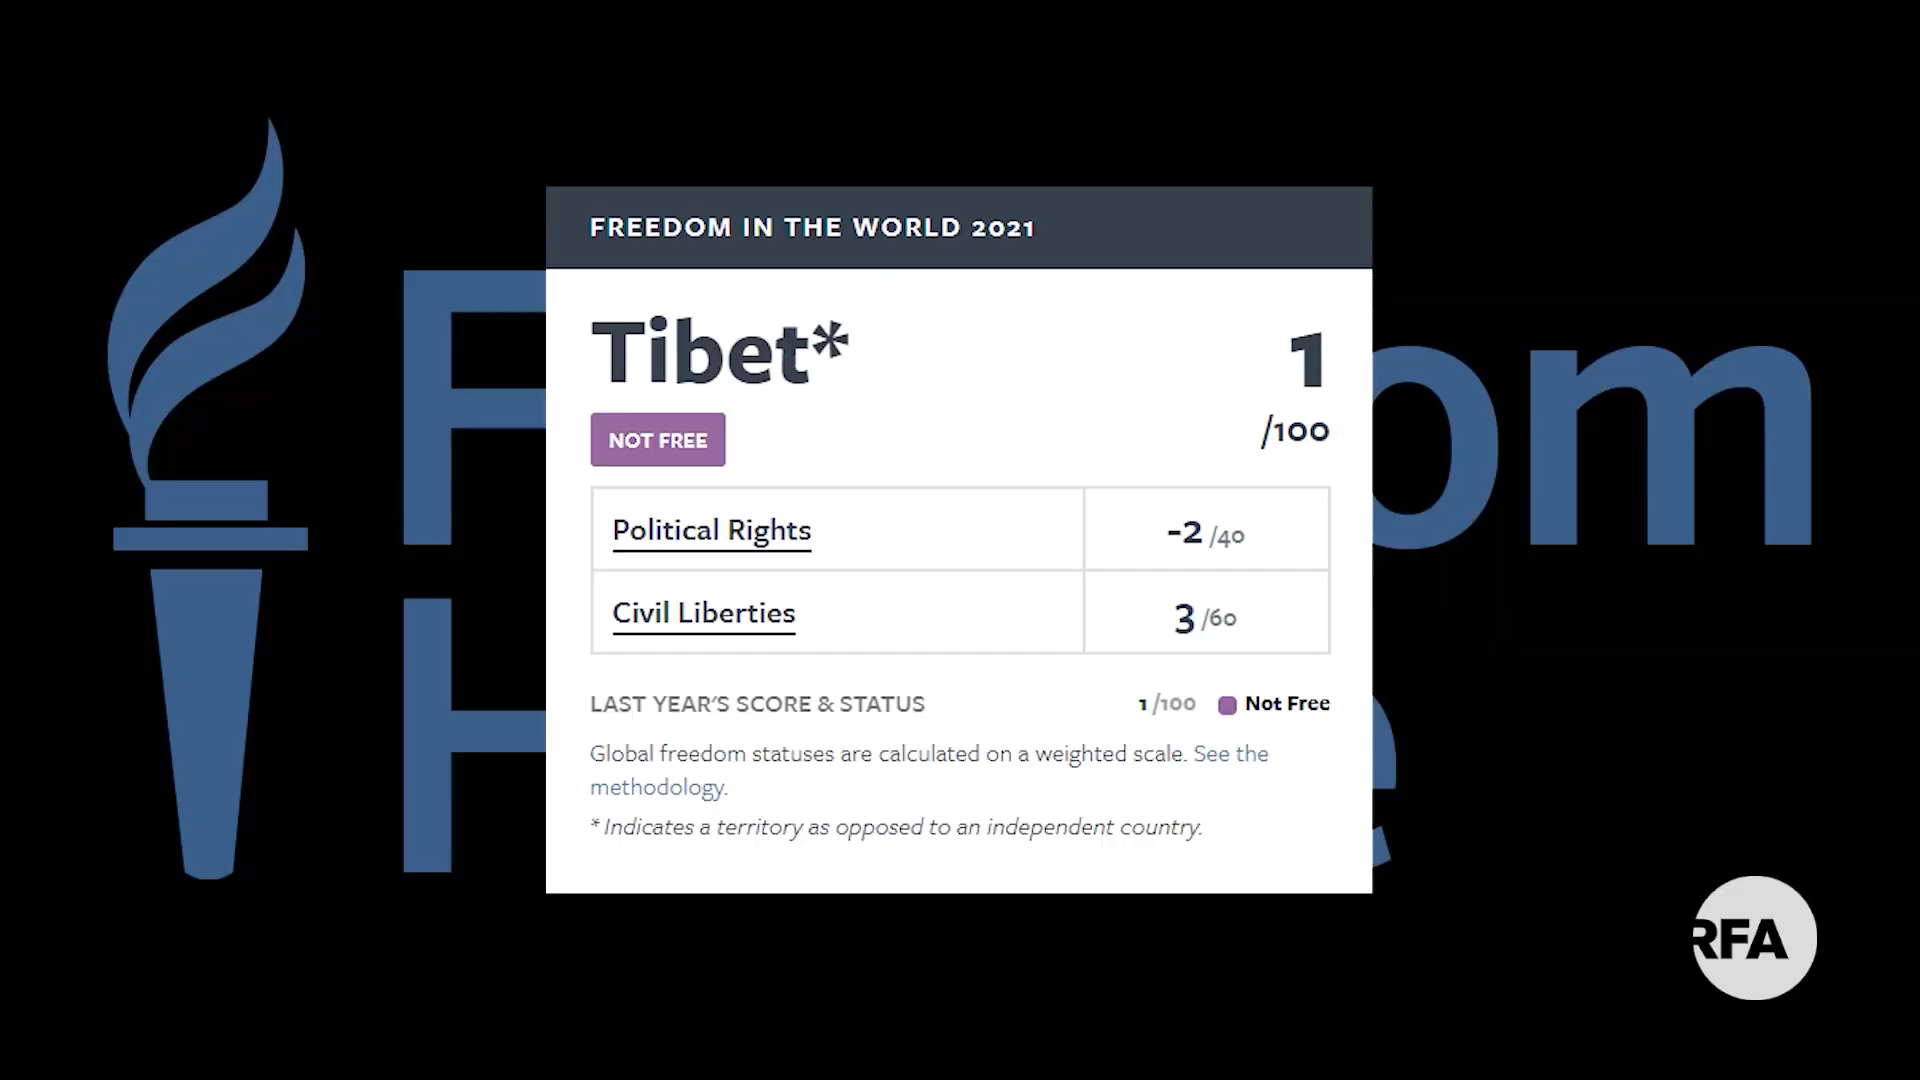 FREEDOM IN THE WORLD 2021
Tibet*
1
/100
NOT FREE
Political Rights
-2 /40
Civil Liberties
3 /60
LAST YEAR'S SCORE & STATUS
1 /100 Not Free
Global freedom statuses are calculated on a weighted scale. See the
methodology.
* Indicates a territory as opposed to an independent country.
RFA